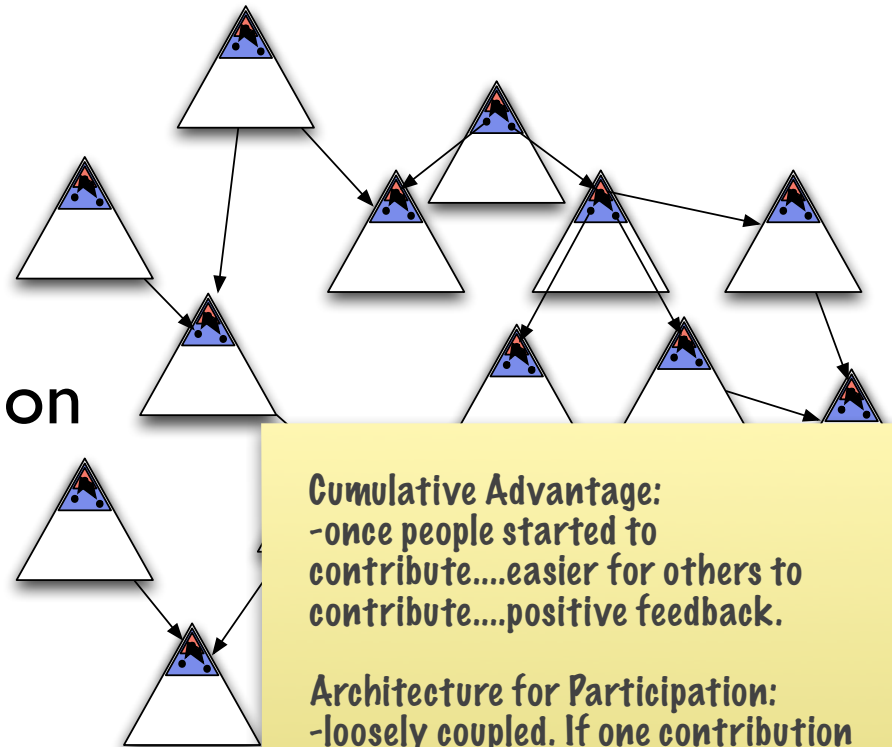 on
Cumulative Advantage:
-once people started to
contribute....easier for others to
contribute....positive feedback.
Architecture for Participation:
-loosely coupled. If one contribution